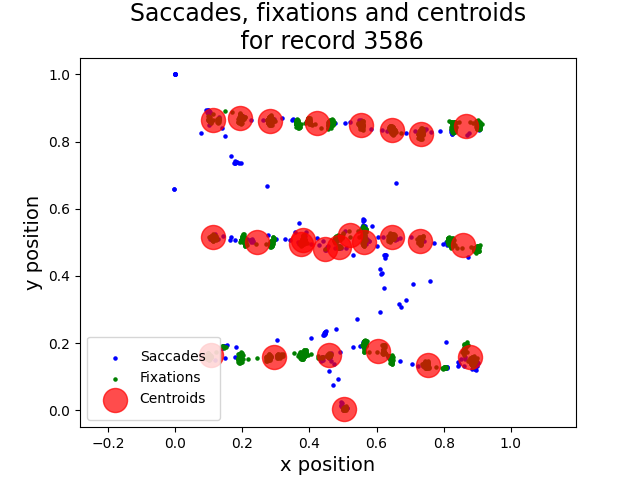 Saccades, fixations and centroids
for record 3586
1.0
0.8
0.6
0.4
0.2
0.0
y position
Saccades
Fixations
Centroids
−0.2
0.0
0.2
0.4
0.6
0.8
1.0
x position